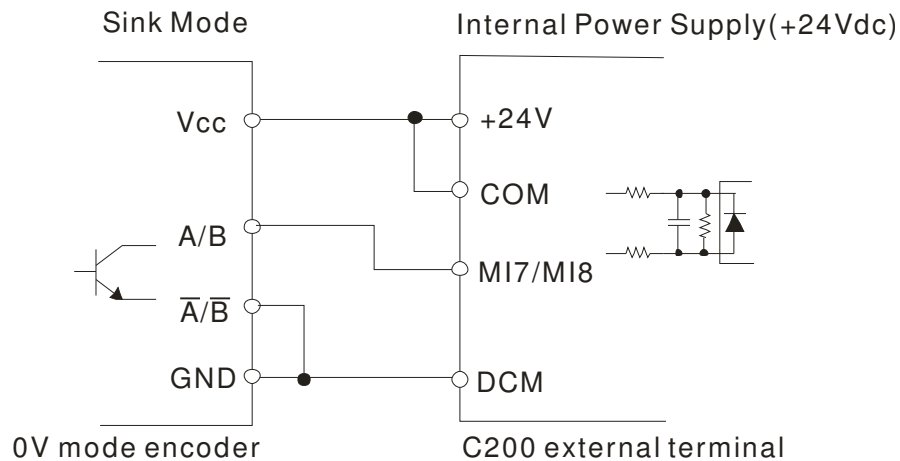 Sink Mode
Internal Power Supply(+24Vdc)
Vcc
+24V
COM
A/B
MI7/MI8
A̅/B̅
GND
DCM
0V mode encoder
C200 external terminal